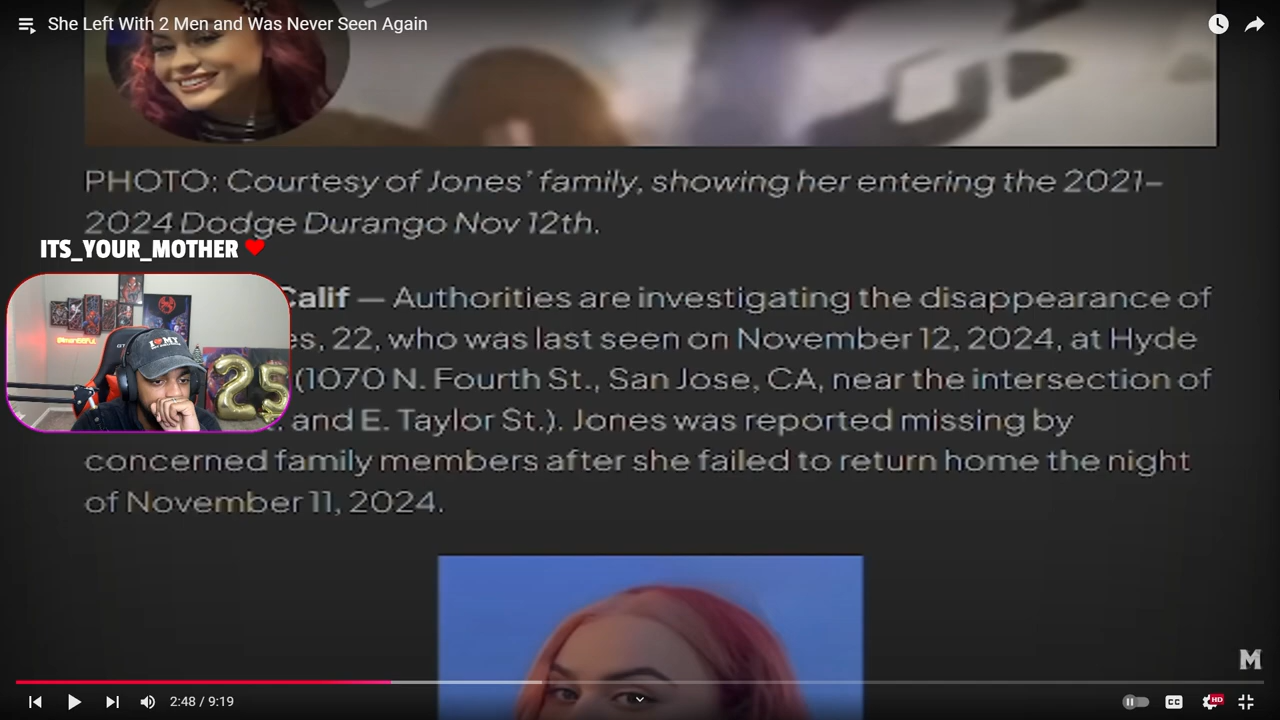 She Left With 2 Men and Was Never Seen Again
PHOTO: Courtesy of Jones' family, showing her entering the 2021–
2024 Dodge Durango Nov 12th.
ITS_YOUR_MOTHER
Calif — Authorities are investigating the disappearance of
es, 22, who was last seen on November 12, 2024, at Hyde
(1070 N. Fourth St., San Jose, CA, near the intersection of
. and E. Taylor St.). Jones was reported missing by
concerned family members after she failed to return home the night
of November 11, 2024.
I MY
25
M
2:48 / 9:19
CC
HD